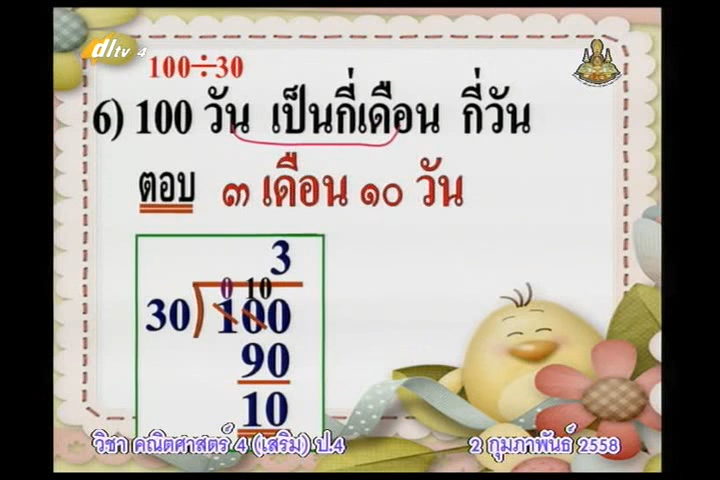 dltv 4
100÷30
6) 100 วัน เป็นกี่เดือน กี่วัน
ตอบ ๓ เดือน ๑๐ วัน
3
0 10
30)100
90
10
วิชา คณิตศาสตร์ 4 (เสริม) ป.4 2 กุมภาพันธ์ 2558